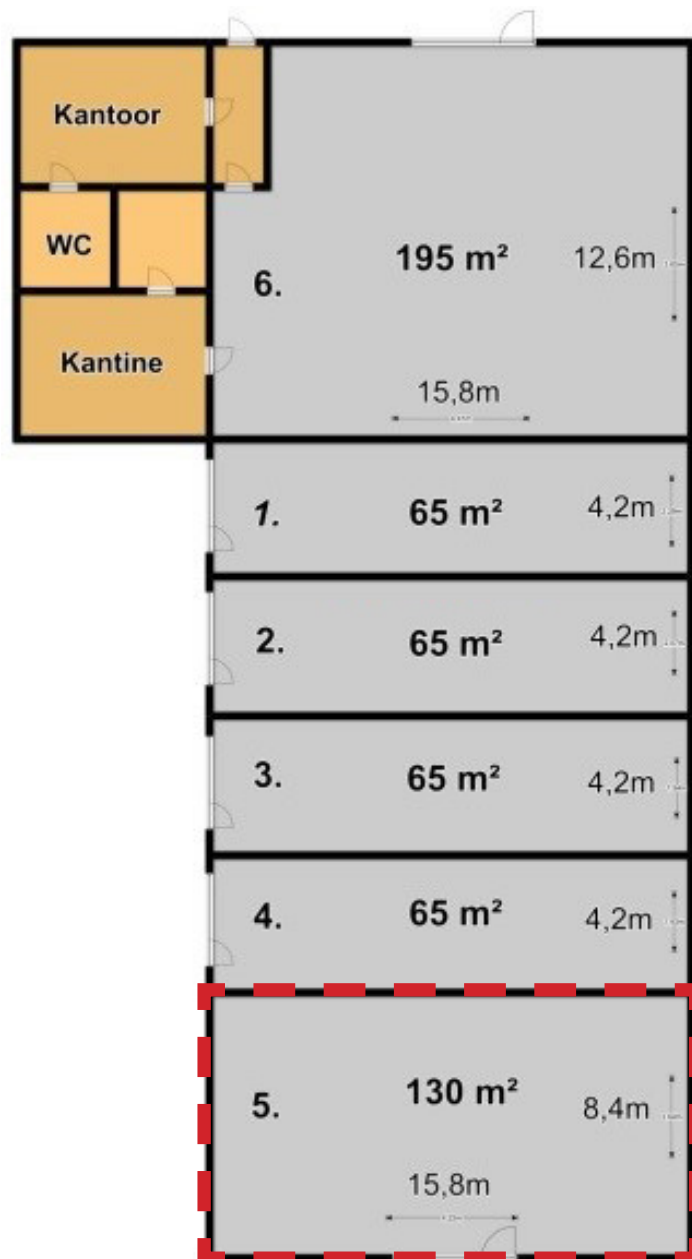 Kantoor
WC
Kantine
6.
195 m²
12,6m
15,8m
1.
65 m²
4,2m
2.
65 m²
4,2m
3.
65 m²
4,2m
4.
65 m²
4,2m
5.
130 m²
8,4m
15,8m